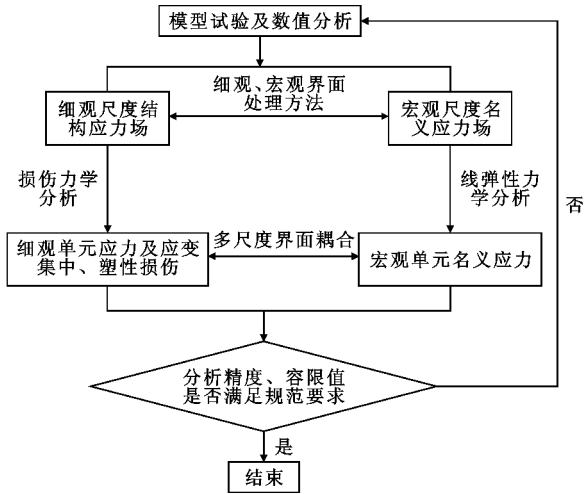 模型试验及数值分析
细观、宏观界面
处理方法
细观尺度结
构应力场
宏观尺度名
义应力场
损伤力学
分析
线弹性力
学分析
否
细观单元应力及应变
集中、塑性损伤
多尺度界面耦合
宏观单元名义应力
分析精度、容限值
是否满足规范要求
是
结束